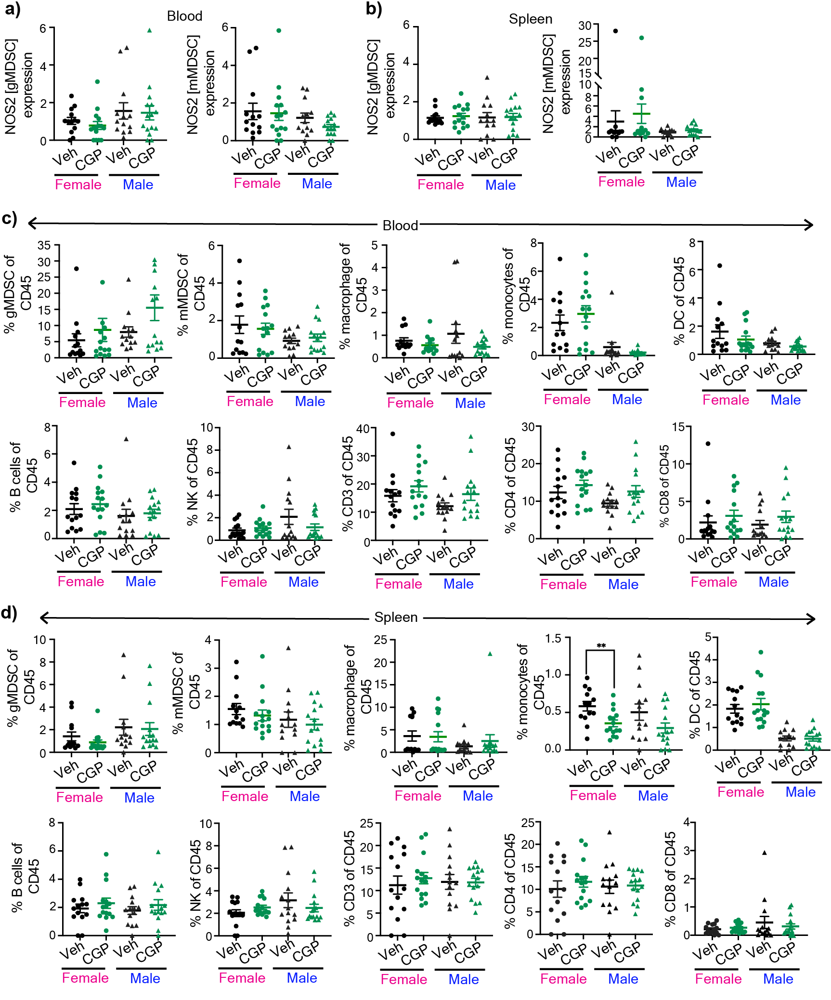 a)
Blood
NOS2 [gMDSC]
expression
6
4
2
0
Veh
CGP
Veh
CGP
Female
Male
NOS2 [mMDSC]
expression
6
4
2
0
Veh
CGP
Veh
CGP
Female
Male
b)
Spleen
NOS2 [gMDSC]
expression
6
4
2
0
Veh
CGP
Veh
CGP
Female
Male
NOS2 [mMDSC]
expression
30
25
20
15
10
8
6
4
2
0
Veh
CGP
Veh
CGP
Female
Male
c)
Blood
% gMDSC of
CD45
35
30
25
20
15
10
5
0
Veh
CGP
Veh
CGP
Female
Male
% mMDSC of
CD45
6
4
2
0
Veh
CGP
Veh
CGP
Female
Male
% macrophage of
CD45
5
4
3
2
1
0
Veh
CGP
Veh
CGP
Female
Male
% monocytes of
CD45
8
6
4
2
0
Veh
CGP
Veh
CGP
Female
Male
% DC of CD45
8
6
4
2
0
Veh
CGP
Veh
CGP
Female
Male
% B cells of
CD45
8
6
4
2
0
Veh
CGP
Veh
CGP
Female
Male
% NK of CD45
10
8
6
4
2
0
Veh
CGP
Veh
CGP
Female
Male
% CD3 of CD45
40
30
20
10
0
Veh
CGP
Veh
CGP
Female
Male
% CD4 of CD45
30
20
10
0
Veh
CGP
Veh
CGP
Female
Male
% CD8 of CD45
15
10
5
0
Veh
CGP
Veh
CGP
Female
Male
d)
Spleen
% gMDSC of
CD45
10
8
6
4
2
0
Veh
CGP
Veh
CGP
Female
Male
% mMDSC of
CD45
4
3
2
1
0
Veh
CGP
Veh
CGP
Female
Male
% macrophage of
CD45
25
20
15
10
5
0
Veh
CGP
Veh
CGP
Female
Male
% monocytes of
CD45
1.5
1.0
0.5
0.0
**
Veh
CGP
Veh
CGP
Female
Male
% DC of CD45
5
4
3
2
1
0
Veh
CGP
Veh
CGP
Female
Male
% B cells of
CD45
8
6
4
2
0
Veh
CGP
Veh
CGP
Female
Male
% NK of CD45
10
8
6
4
2
0
Veh
CGP
Veh
CGP
Female
Male
% CD3 of CD45
25
20
15
10
5
0
Veh
CGP
Veh
CGP
Female
Male
% CD4 of CD45
25
20
15
10
5
0
Veh
CGP
Veh
CGP
Female
Male
% CD8 of CD45
4
3
2
1
0
Veh
CGP
Veh
CGP
Female
Male